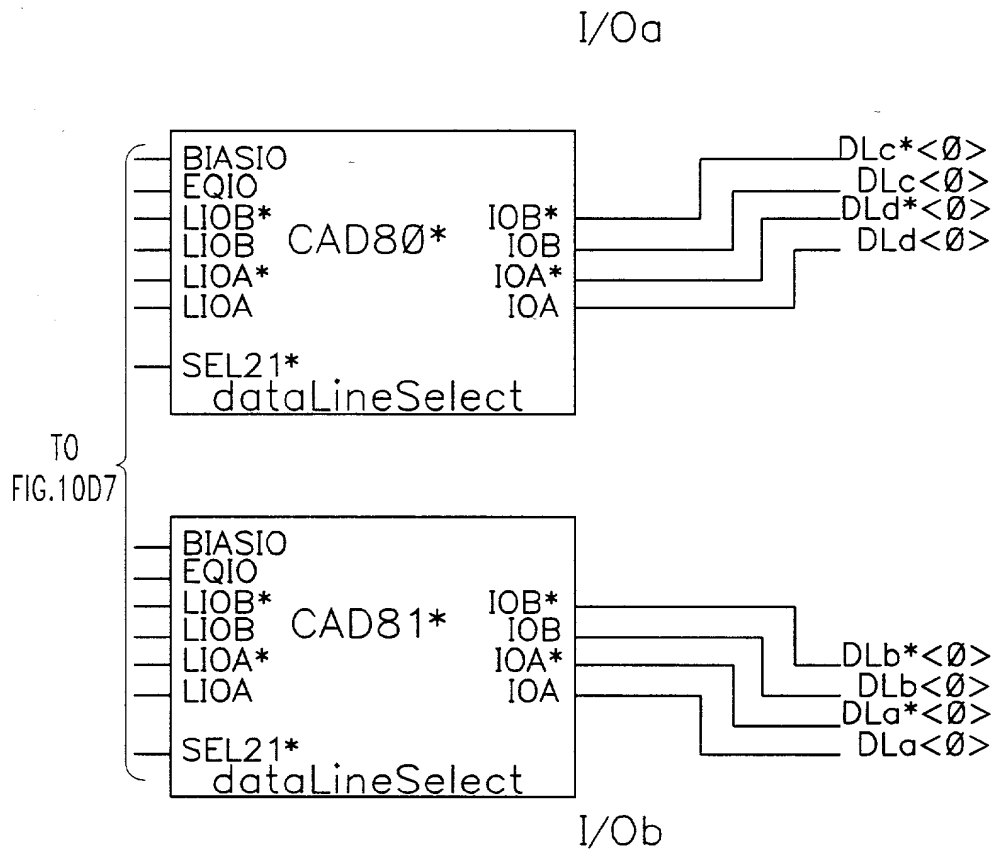 I/Oa
BIASIO
EQIO
LIOB*
LIOB
LIOA*
LIOA
SEL21*
CAD8Ø*
IOB*
IOB
IOA*
IOA
dataLineSelect
DLc*<Ø>
DLc<Ø>
DLd*<Ø>
DLd<Ø>
TO
FIG.10D7
BIASIO
EQIO
LIOB*
LIOB
LIOA*
LIOA
SEL21*
CAD81*
IOB*
IOB
IOA*
IOA
dataLineSelect
DLb*<Ø>
DLb<Ø>
DLa*<Ø>
DLa<Ø>
I/Ob